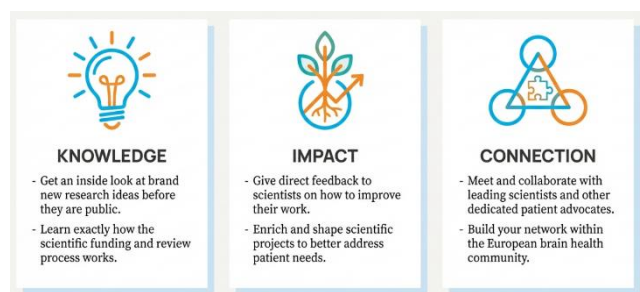 KNOWLEDGE
- Get an inside look at brand
new research ideas before
they are public.
- Learn exactly how the
scientific funding and review
process works.
IMPACT
- Give direct feedback to
scientists on how to improve
their work.
- Enrich and shape scientific
projects to better address
patient needs.
CONNECTION
- Meet and collaborate with
leading scientists and other
dedicated patient advocates.
- Build your network within
the European brain health
community.